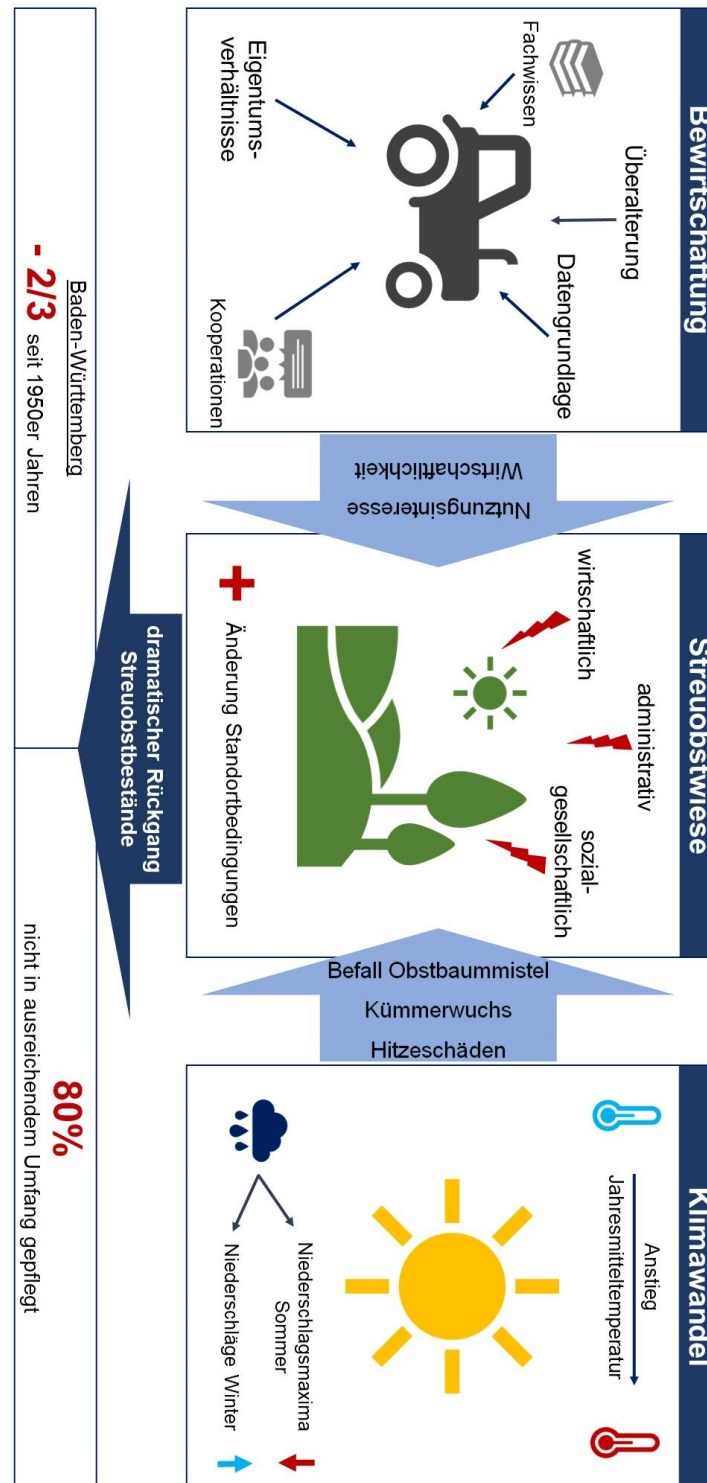 Bewirtschaftung
Fachwissen
Überalterung
Datengrundlage
Eigentums-
verhältnisse
Kooperationen
Wirtschaftlichkeit
Nutzungsinteresse
Streuobstwiese
wirtschaftlich
administrativ
sozial-
gesellschaftlich
+ Änderung Standortbedingungen
Befall Obstbaummistel
Kümmerwuchs
Hitzeschäden
Klimawandel
Anstieg
Jahresmitteltemperatur
Niederschlagsmaxima
Sommer
Niederschläge Winter
dramatischer Rückgang
Streuobstbestände
Baden-Württemberg
- 2/3 seit 1950er Jahren
80%
nicht in ausreichendem Umfang gepflegt